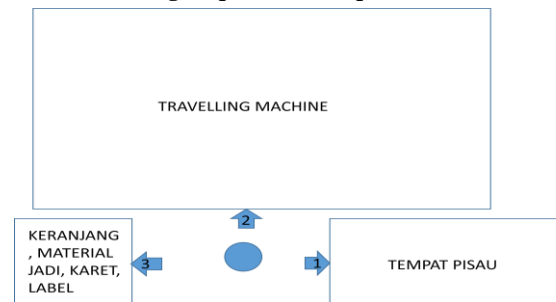 TRAVELLING MACHINE
2
KERANJANG
, MATERIAL
JADI, KARET,
LABEL
3
1
TEMPAT PISAU